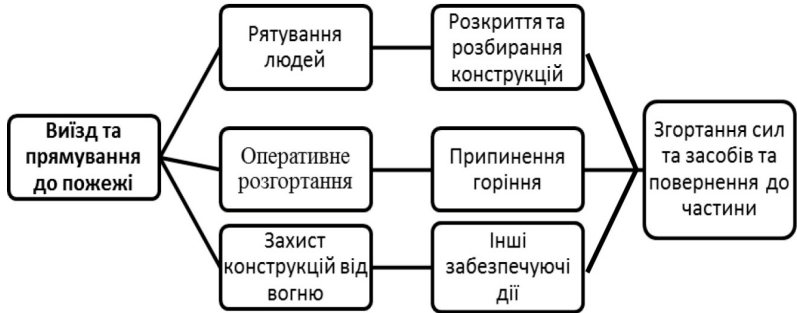 Виїзд та
прямування
до пожежі
Рятування
людей
Розкриття та
розбирання
конструкцій
Оперативне
розгортання
Припинення
горіння
Захист
конструкцій від
вогню
Інші
забезпечуючі
дії
Згортання сил
та засобів та
повернення до
частини